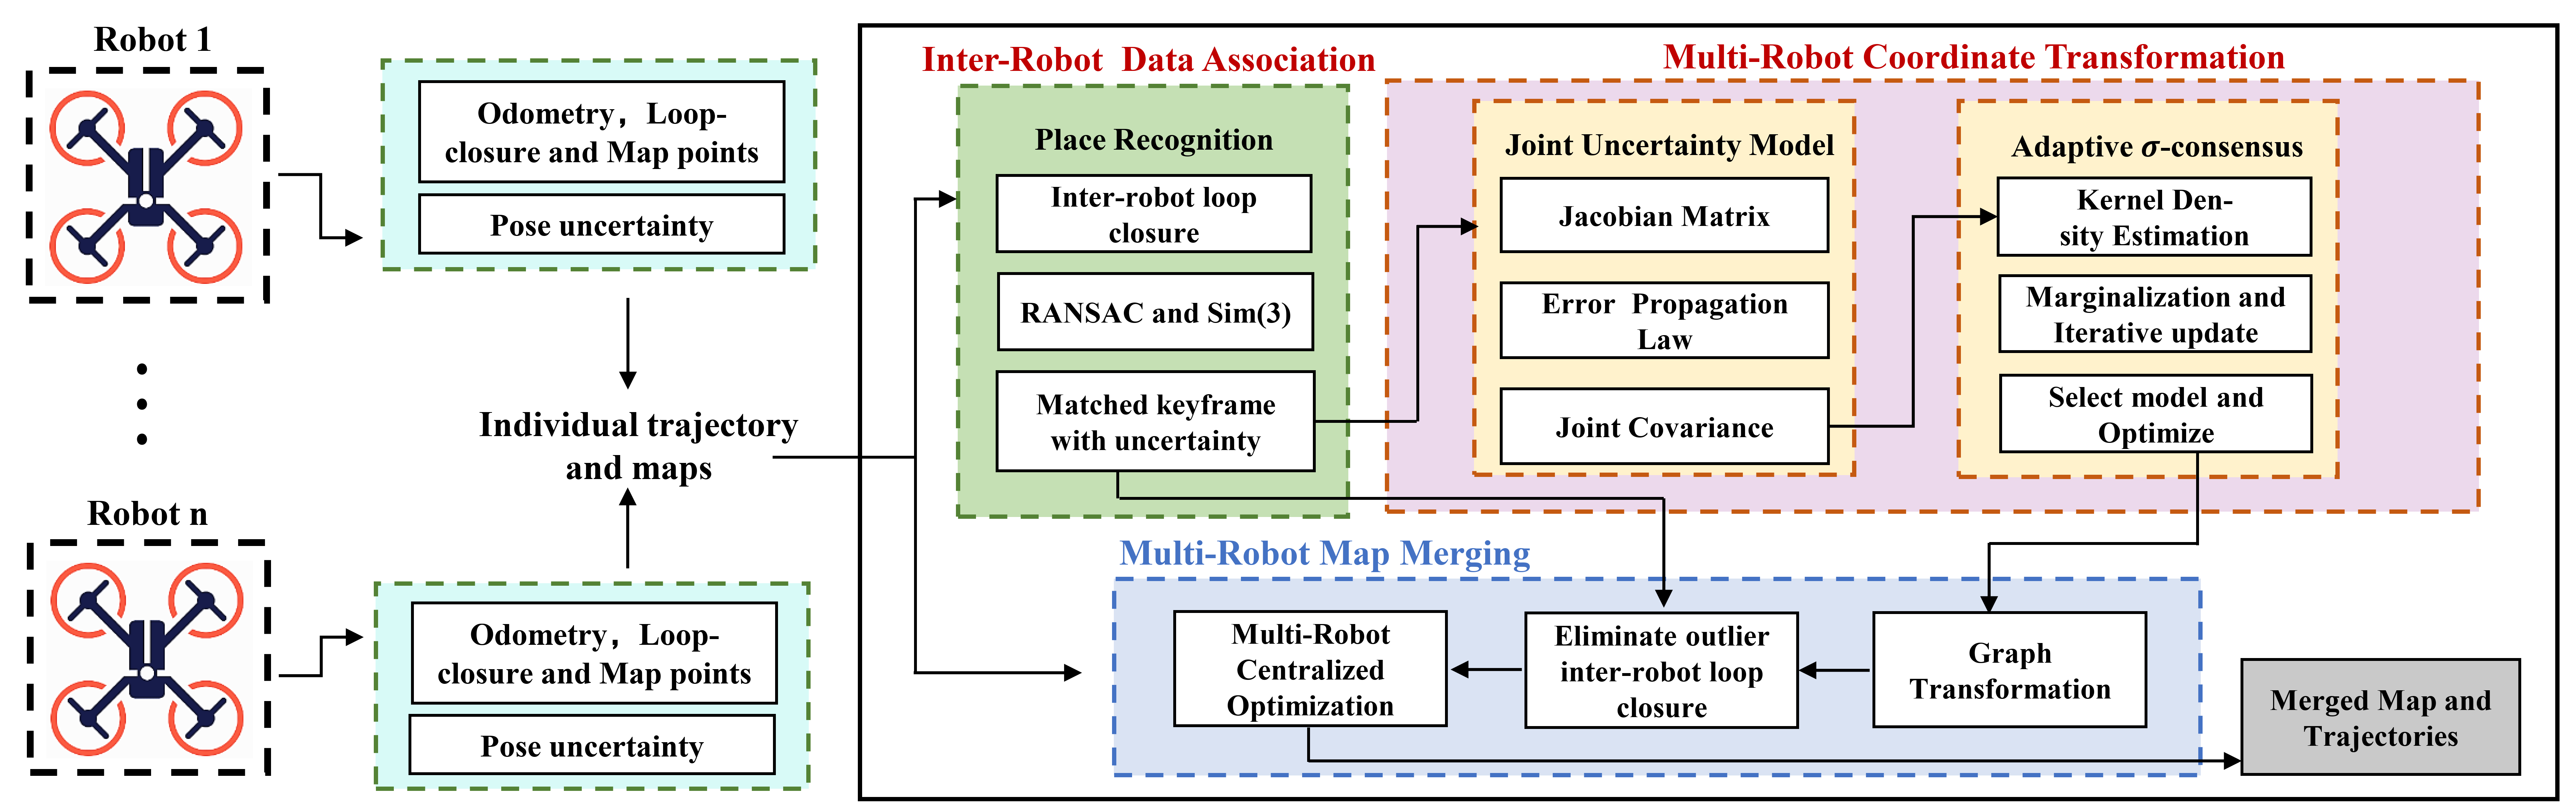 Robot 1
Odometry，Loop-
closure and Map points
Pose uncertainty
Individual trajectory
and maps
Robot n
Odometry，Loop-
closure and Map points
Pose uncertainty
Inter-Robot Data Association
Place Recognition
Inter-robot loop
closure
RANSAC and Sim(3)
Matched keyframe
with uncertainty
Multi-Robot Coordinate Transformation
Joint Uncertainty Model
Jacobian Matrix
Error Propagation
Law
Joint Covariance
Adaptive σ-consensus
Kernel Den-
sity Estimation
Marginalization and
Iterative update
Select model and
Optimize
Multi-Robot Map Merging
Multi-Robot
Centralized
Optimization
Eliminate outlier
inter-robot loop
closure
Graph
Transformation
Merged Map and
Trajectories